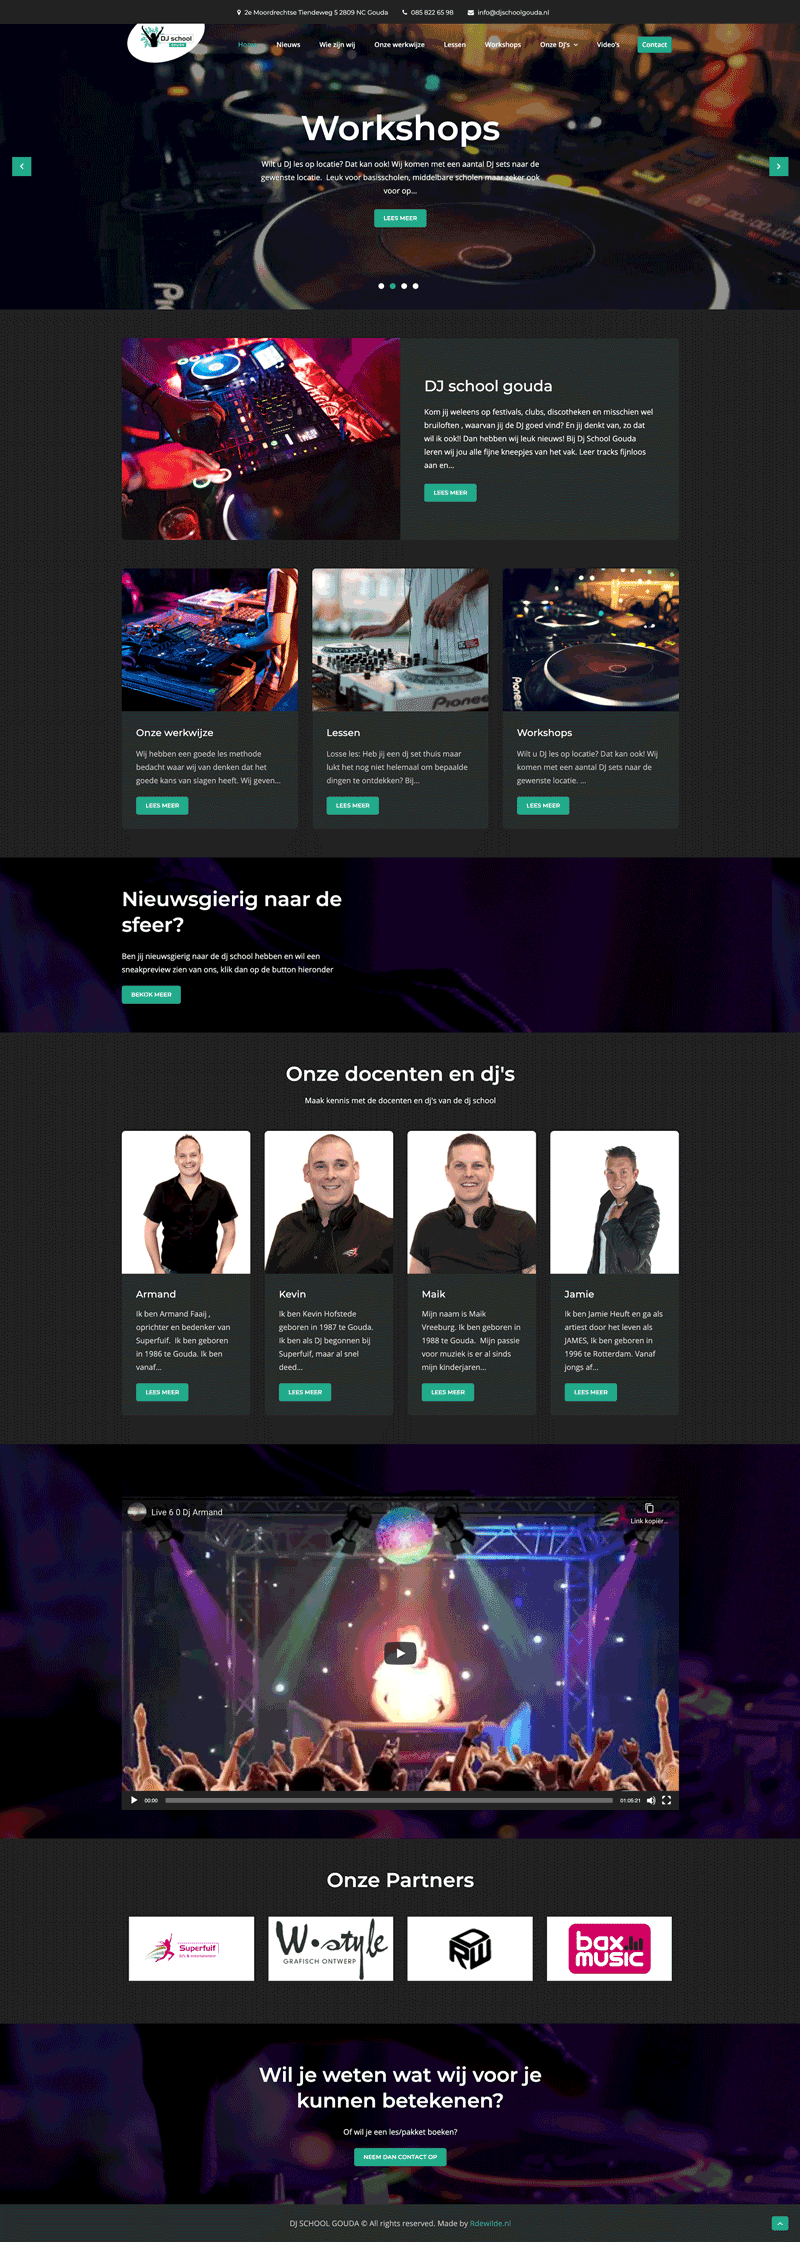 2e Moordrechtse Tiendeweg 5 2809 NC Gouda 085 822 65 98 info@djschoolgouda.nl
DJ school
gouda
Home Nieuws Wie zijn wij Onze werkwijze Lessen Workshops Onze Dj's Video's Contact
Workshops
Wilt u DJ les op locatie? Dat kan ook! Wij komen met een aantal DJ sets naar de
gewenste locatie. Leuk voor basisscholen, middelbare scholen maar zeker ook
voor op...
LEES MEER
Pione
DJ school gouda
Kom jij weleens op festivals, clubs, discotheken en misschien wel
bruiloften , waarvan jij de DJ goed vind? En jij denkt van, zo dat
wil ik ook!! Dan hebben wij leuk nieuws! Bij Dj School Gouda
leren wij jou alle fijne kneepjes van het vak. Leer tracks fijnloos
aan en...
LEES MEER
Pioneer
Pioneer
Onze werkwijze
Wij hebben een goede les methode
bedacht waar wij van denken dat het
goede kans van slagen heeft. Wij geven...
LEES MEER
Lessen
Losse les: Heb jij een dj set thuis maar
lukt het nog niet helemaal om bepaalde
dingen te ontdekken? Bij...
LEES MEER
Workshops
Wilt u DJ les op locatie? Dat kan ook! Wij
komen met een aantal DJ sets naar de
gewenste locatie. ...
LEES MEER
Nieuwsgierig naar de
sfeer?
Ben jij nieuwsgierig naar de dj school hebben en wil een
sneakpreview zien van ons, klik dan op de button hieronder
BEKIJK MEER
Onze docenten en dj's
Maak kennis met de docenten en dj's van de dj school
Armand
Ik ben Armand Faaij ,
oprichter en bedenker van
Superfuif. Ik ben geboren
in 1986 te Gouda. Ik ben
vanaf...
LEES MEER
Kevin
Ik ben Kevin Hofstede
geboren in 1987 te Gouda.
Ik ben als DJ begonnen bij
Superfuif, maar al snel
deed...
LEES MEER
Maik
Mijn naam is Maik
Vreeburg. Ik ben geboren in
1988 te Gouda. Mijn passie
voor muziek is er al sinds
mijn kinderjaren...
LEES MEER
Jamie
Ik ben Jamie Heuft en ga als
artiest door het leven als
JAMES, Ik ben geboren in
1996 te Rotterdam. Vanaf
jongs af...
LEES MEER
Live 6 0 Dj Armand
Link kopiër...
00:00 01:05:21
Onze Partners
Superfuif
dj's & entertainment
W•style
GRAFISCH ONTWERP
RW
bax
music
Wil je weten wat wij voor je
kunnen betekenen?
Of wil je een les/pakket boeken?
NEEM DAN CONTACT OP
DJ SCHOOL GOUDA © All rights reserved. Made by Rdewilde.nl